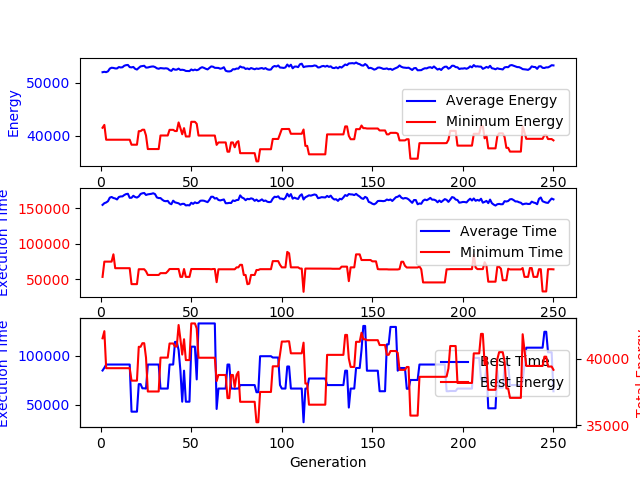 50000
40000
Energy
Average Energy
Minimum Energy
0 50 100 150 200 250
150000
100000
50000
Execution Time
Average Time
Minimum Time
0 50 100 150 200 250
100000
50000
Execution Time
Best Time
Best Energy
40000
35000
Total Energy
0 50 100 150 200 250
Generation